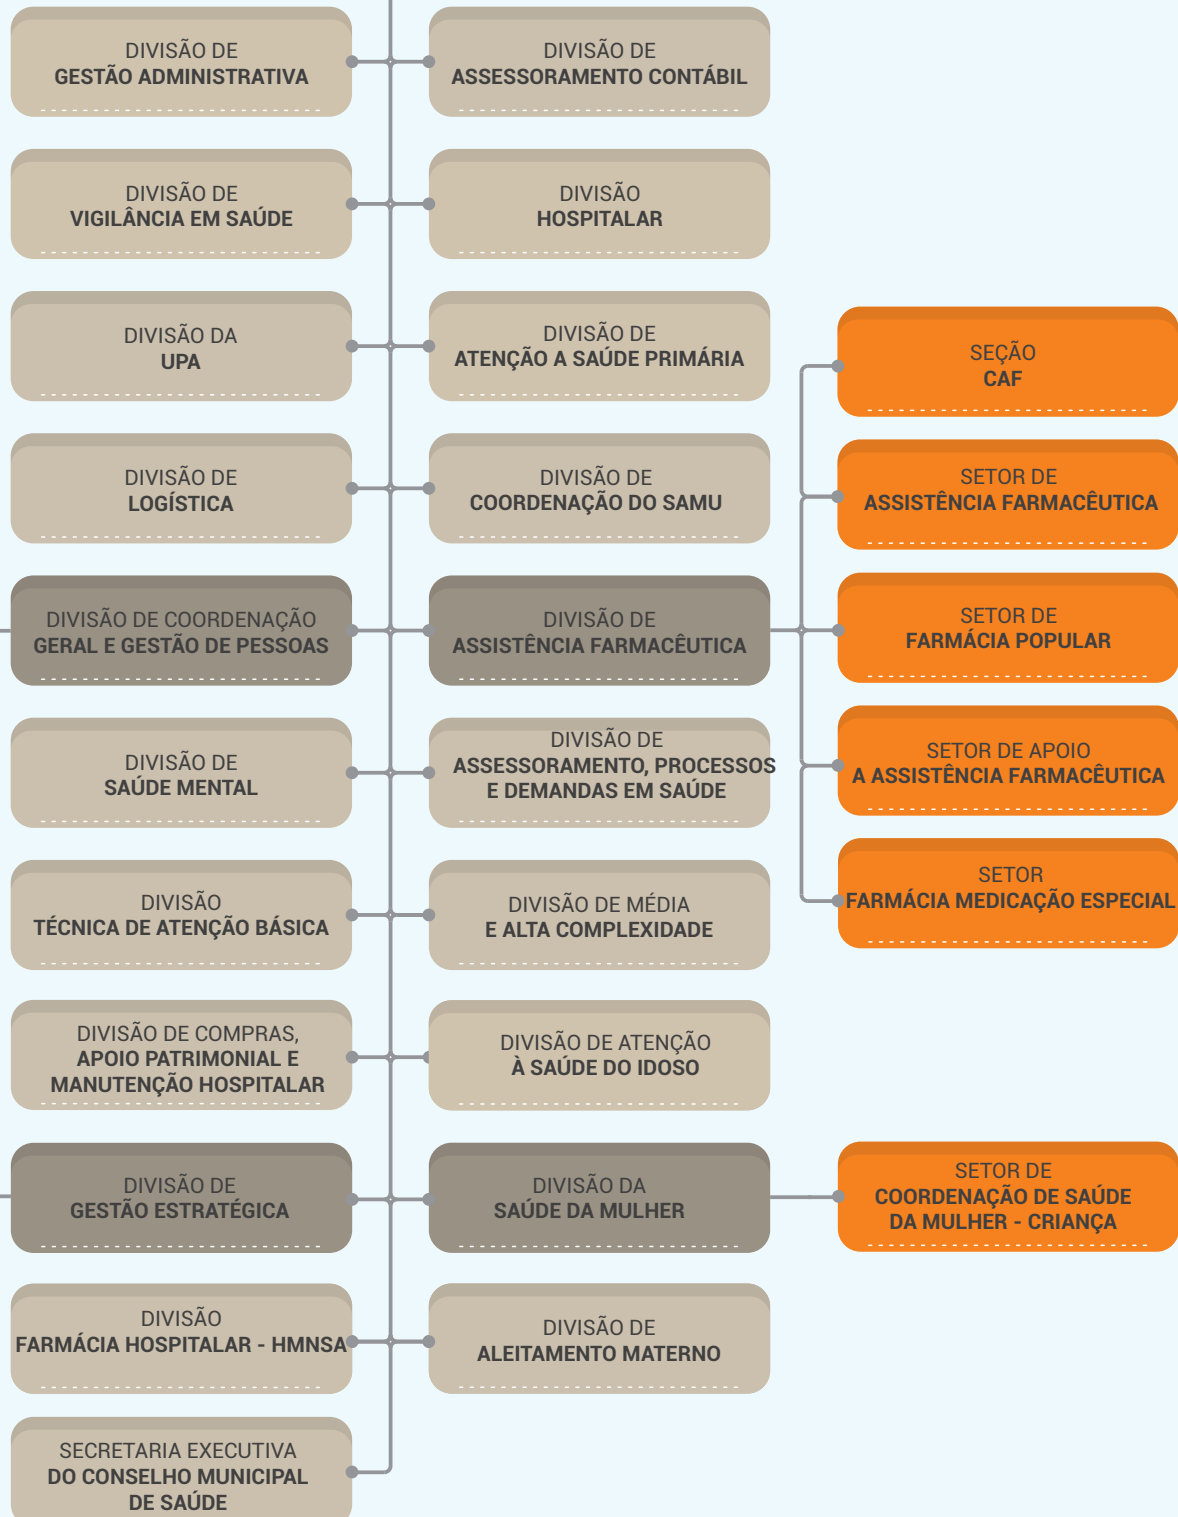 DIVISÃO DE
GESTÃO ADMINISTRATIVA
DIVISÃO DE
ASSESSORAMENTO CONTÁBIL
DIVISÃO DE
VIGILÂNCIA EM SAÚDE
DIVISÃO
HOSPITALAR
DIVISÃO DA
UPA
DIVISÃO DE
ATENÇÃO A SAÚDE PRIMÁRIA
SEÇÃO
CAF
DIVISÃO DE
LOGÍSTICA
DIVISÃO DE
COORDENAÇÃO DO SAMU
SETOR DE
ASSISTÊNCIA FARMACÊUTICA
DIVISÃO DE COORDENAÇÃO
GERAL E GESTÃO DE PESSOAS
DIVISÃO DE
ASSISTÊNCIA FARMACÊUTICA
SETOR DE
FARMÁCIA POPULAR
DIVISÃO DE
SAÚDE MENTAL
DIVISÃO DE
ASSESSORAMENTO, PROCESSOS
E DEMANDAS EM SAÚDE
SETOR DE APOIO
A ASSISTÊNCIA FARMACÊUTICA
DIVISÃO
TÉCNICA DE ATENÇÃO BÁSICA
DIVISÃO DE MÉDIA
E ALTA COMPLEXIDADE
SETOR
FARMÁCIA MEDICAÇÃO ESPECIAL
DIVISÃO DE COMPRAS,
APOIO PATRIMONIAL E
MANUTENÇÃO HOSPITALAR
DIVISÃO DE ATENÇÃO
À SAÚDE DO IDOSO
DIVISÃO DE
GESTÃO ESTRATÉGICA
DIVISÃO DA
SAÚDE DA MULHER
SETOR DE
COORDENAÇÃO DE SAÚDE
DA MULHER - CRIANÇA
DIVISÃO
FARMÁCIA HOSPITALAR - HMNSA
DIVISÃO DE
ALEITAMENTO MATERNO
SECRETARIA EXECUTIVA
DO CONSELHO MUNICIPAL
DE SAÚDE